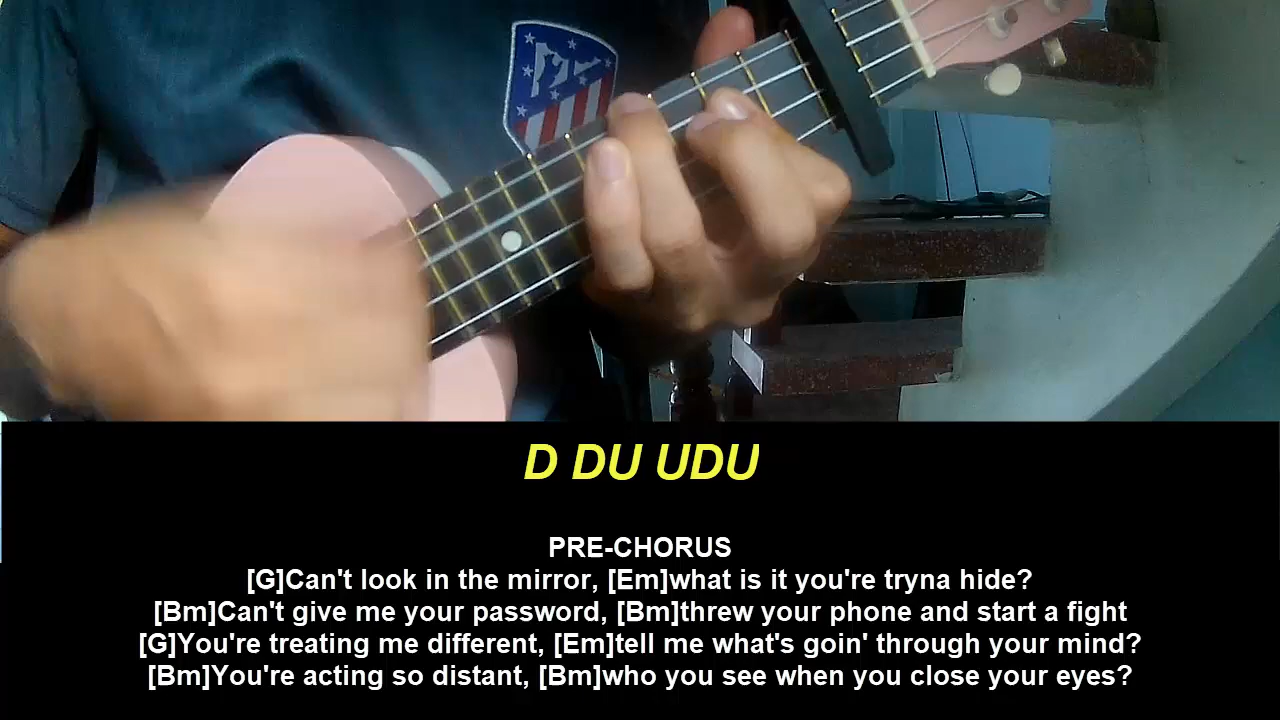 D DU UDU
PRE-CHORUS
[G]Can't look in the mirror, [Em]what is it you're tryna hide?
[Bm]Can't give me your password, [Bm]threw your phone and start a fight
[G]You're treating me different, [Em]tell me what's goin' through your mind?
[Bm]You're acting so distant, [Bm]who you see when you close your eyes?